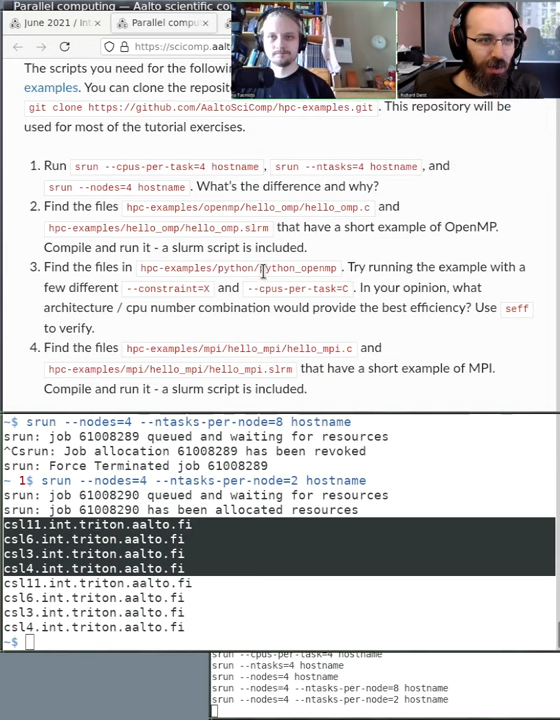 Parallel computing — Aalto scientific co
June 2021 / Int
Parallel compu
https://scicomp.aalt
The scripts you need for the followin
examples. You can clone the reposit
git clone https://github.com/AaltoSciComp/hpc-examples.git . This repository will be
used for most of the tutorial exercises.
1. Run srun --cpus-per-task=4 hostname , srun --ntasks=4 hostname , and
srun --nodes=4 hostname . What's the difference and why?
2. Find the files hpc-examples/openmp/hello_omp/hello_omp.c and
hpc-examples/openmp/hello_omp/hello_omp.slrm that have a short example of OpenMP.
Compile and run it - a slurm script is included.
3. Find the files in hpc-examples/python/python_openmp . Try running the example with a
few different --constraint=X and --cpus-per-task=C . In your opinion, what
architecture / cpu number combination would provide the best efficiency? Use seff
to verify.
4. Find the files hpc-examples/mpi/hello_mpi/hello_mpi.c and
hpc-examples/mpi/hello_mpi/hello_mpi.slrm that have a short example of MPI.
Compile and run it - a slurm script is included.
~$ srun --nodes=4 --ntasks-per-node=8 hostname
srun: job 61008289 queued and waiting for resources
^Csrun: Job allocation 61008289 has been revoked
srun: Force Terminated job 61008289
~ 1$ srun --nodes=4 --ntasks-per-node=2 hostname
srun: job 61008290 queued and waiting for resources
srun: job 61008290 has been allocated resources
csl11.int.triton.aalto.fi
csl6.int.triton.aalto.fi
csl3.int.triton.aalto.fi
csl4.int.triton.aalto.fi
csl11.int.triton.aalto.fi
csl6.int.triton.aalto.fi
csl3.int.triton.aalto.fi
csl4.int.triton.aalto.fi
~$
srun --cpus-per-task=4 hostname
srun --ntasks=4 hostname
srun --nodes=4 hostname
srun --nodes=4 --ntasks-per-node=8 hostname
srun --nodes=4 --ntasks-per-node=2 hostname